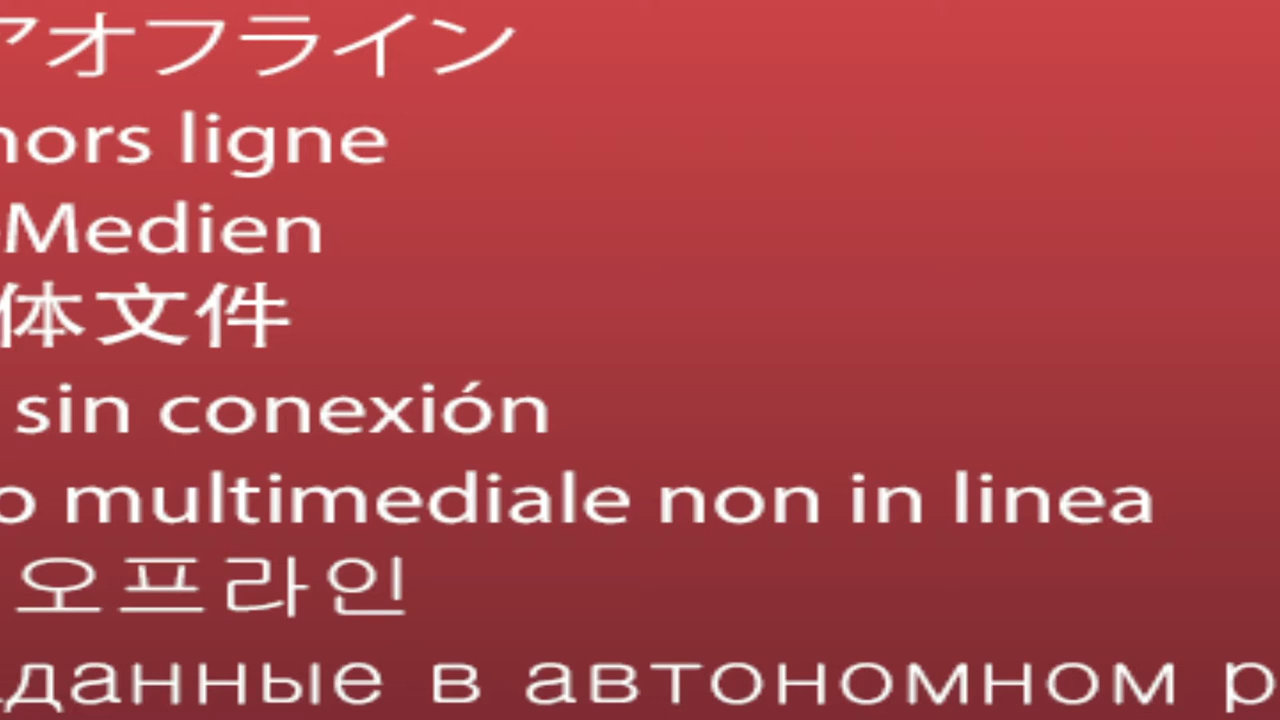 アオフライン
hors ligne
-Medien
体文件
sin conexión
o multimediale non in linea
오프라인
аданные в автономном р